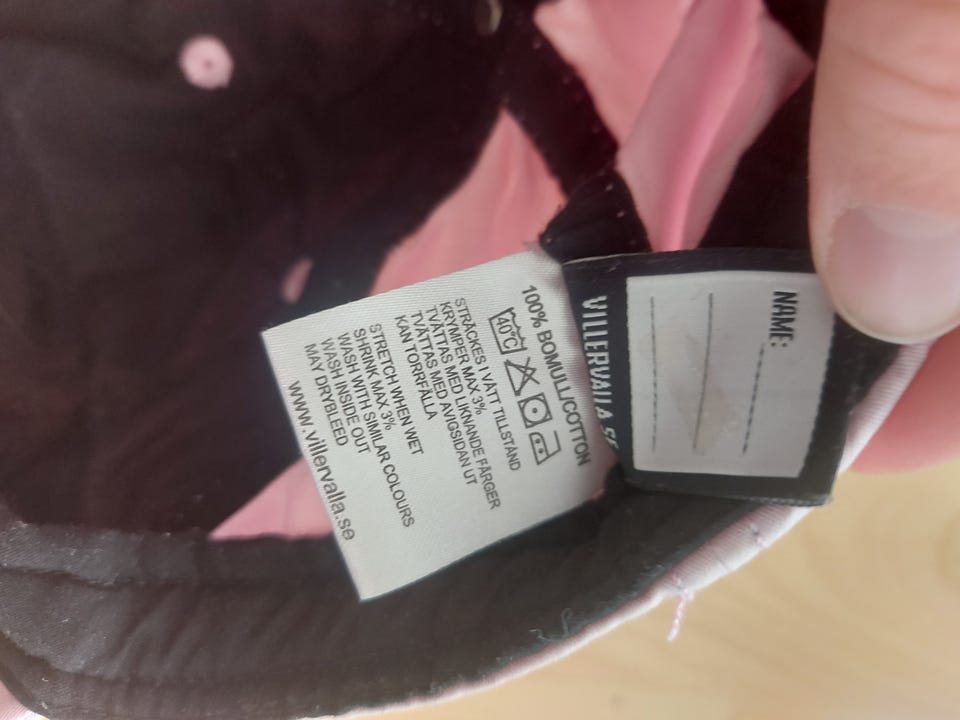 100% BOMULL/COTTON
40°C
STRÄCKES I VÅTT TILLSTÅND
KRYMPER MAX 3%
TVÄTTAS MED LIKNANDE FÄRGER
TVÄTTAS MED AVIGSIDAN UT
KAN TORRFÄLLA
STRETCH WHEN WET
SHRINK MAX 3%
WASH WITH SIMILAR COLOURS
WASH INSIDE OUT
MAY DRYBLEED
www.villervalla.se
NAME:
VILLERVALLA.SE